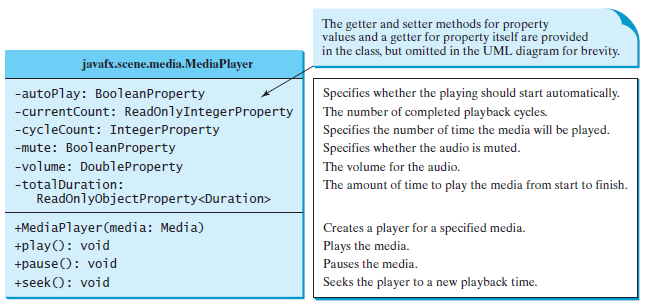 The getter and setter methods for property
values and a getter for property itself are provided
in the class, but omitted in the UML diagram for brevity.
javafx.scene.media.MediaPlayer
-autoPlay: BooleanProperty
-currentCount: ReadOnlyIntegerProperty
-cycleCount: IntegerProperty
-mute: BooleanProperty
-volume: DoubleProperty
-totalDuration:
ReadOnlyObjectProperty<Duration>
Specifies whether the playing should start automatically.
The number of completed playback cycles.
Specifies the number of time the media will be played.
Specifies whether the audio is muted.
The volume for the audio.
The amount of time to play the media from start to finish.
+MediaPlayer(media: Media)
+play(): void
+pause(): void
+seek(): void
Creates a player for a specified media.
Plays the media.
Pauses the media.
Seeks the player to a new playback time.